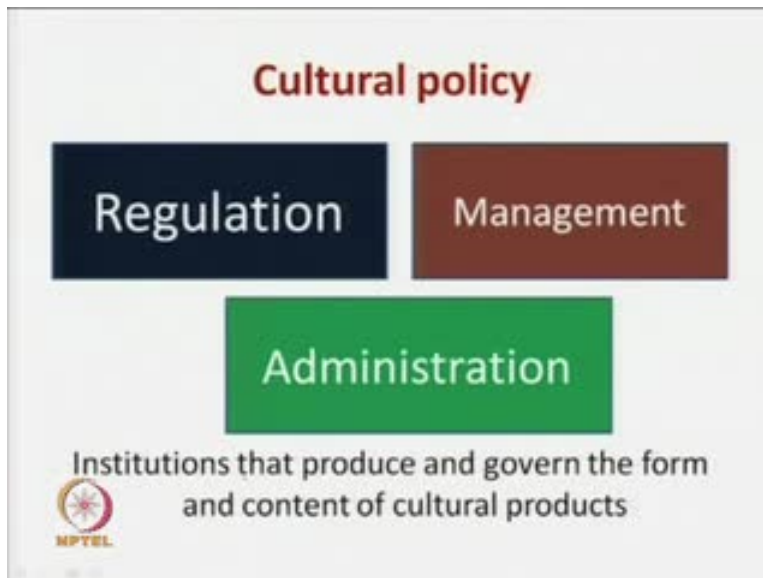 Cultural policy
Regulation
Management
Administration
Institutions that produce and govern the form
and content of cultural products
NPTEL